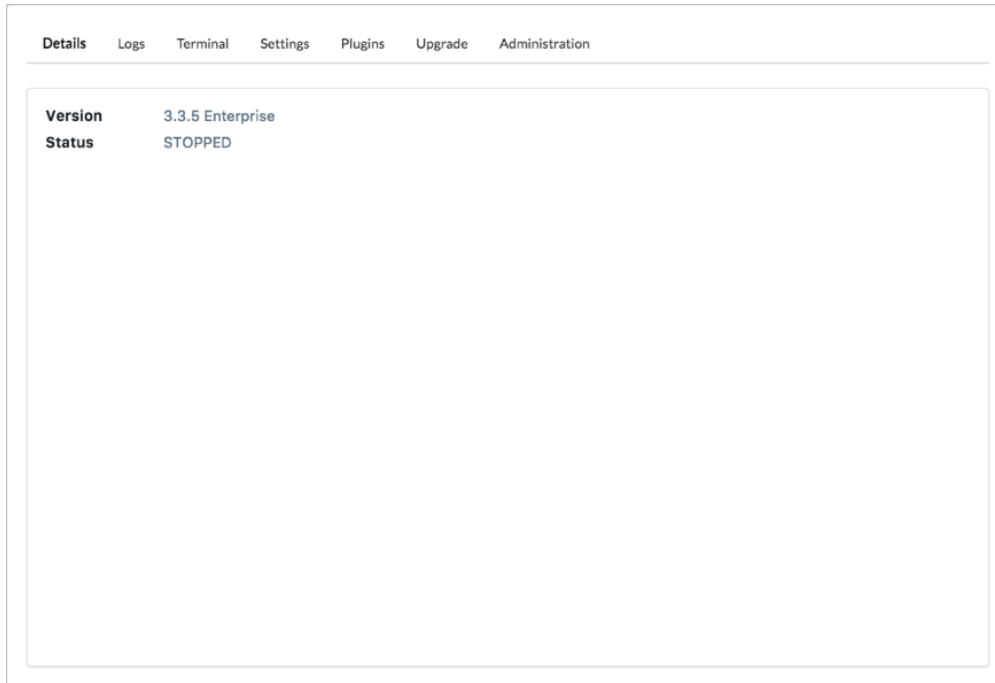 Details Logs Terminal Settings Plugins Upgrade Administration
Version 3.3.5 Enterprise
Status STOPPED